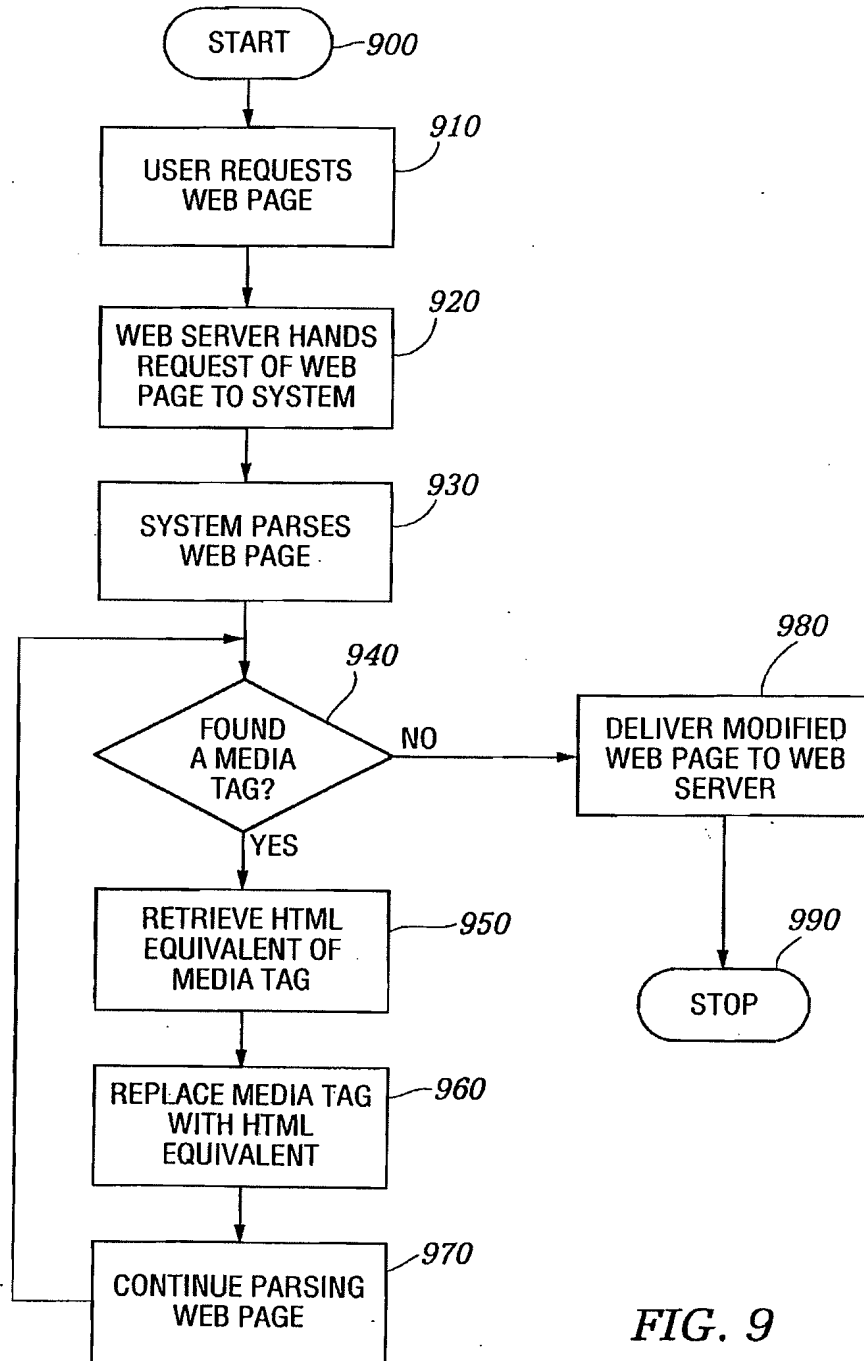 START
900
910
USER REQUESTS
WEB PAGE
920
WEB SERVER HANDS
REQUEST OF WEB
PAGE TO SYSTEM
930
SYSTEM PARSES
WEB PAGE
940
FOUND
A MEDIA
TAG?
NO
YES
980
DELIVER MODIFIED
WEB PAGE TO WEB
SERVER
990
STOP
RETRIEVE HTML
EQUIVALENT OF
MEDIA TAG
950
REPLACE MEDIA TAG
WITH HTML
EQUIVALENT
960
CONTINUE PARSING
WEB PAGE
970
FIG. 9